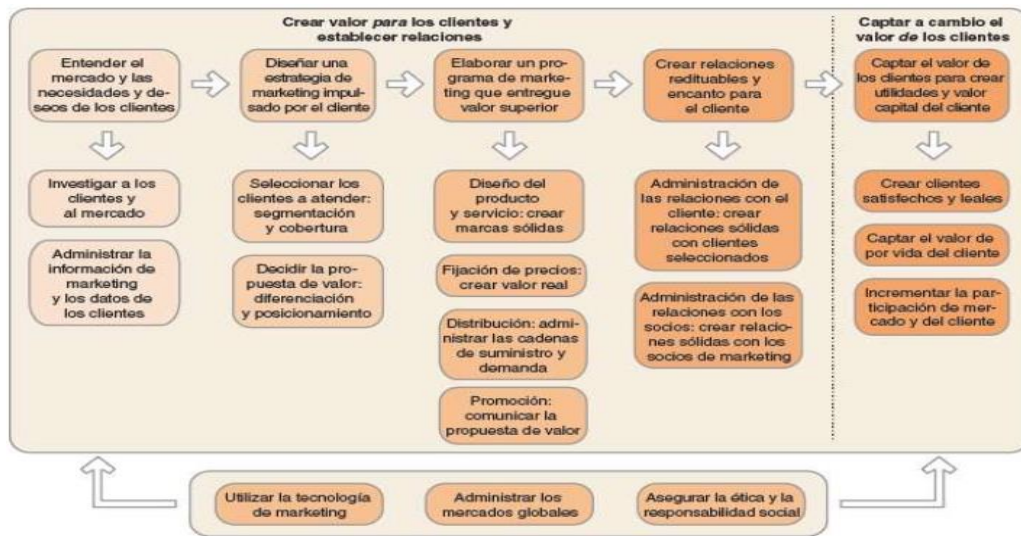 Crear valor para los clientes y
establecer relaciones
Captar a cambio el
valor de los clientes
Entender el
mercado y las
necesidades y de-
seos de los clientes
Diseñar una
estrategia de
marketing impul-
sado por el cliente
Elaborar un pro-
grama de marke-
ting que entregue
valor superior
Crear relaciones
redituables y
encanto para
el cliente
Captar el valor de
los clientes para crear
utilidades y valor
capital del cliente
Investigar a los
clientes y
al mercado
Administrar la
información de
marketing
y los datos de
los clientes
Seleccionar los
clientes a atender:
segmentación
y cobertura
Decidir la pro-
puesta de valor:
diferenciación
y posicionamiento
Diseño del
producto
y servicio: crear
marcas sólidas
Fijación de precios:
crear valor real
Distribución: admi-
nistrar las cadenas
de suministro y
demanda
Promoción:
comunicar la
propuesta de valor
Administración de
las relaciones con el
cliente: crear
relaciones sólidas
con clientes
seleccionados
Administración de las
relaciones con los
socios: crear relacio-
nes sólidas con los
socios de marketing
Crear clientes
satisfechos y leales
Captar el valor de
por vida del cliente
Incrementar la par-
ticipación de mer-
cado y del cliente
Utilizar la tecnología
de marketing
Administrar los
mercados globales
Asegurar la ética y la
responsabilidad social